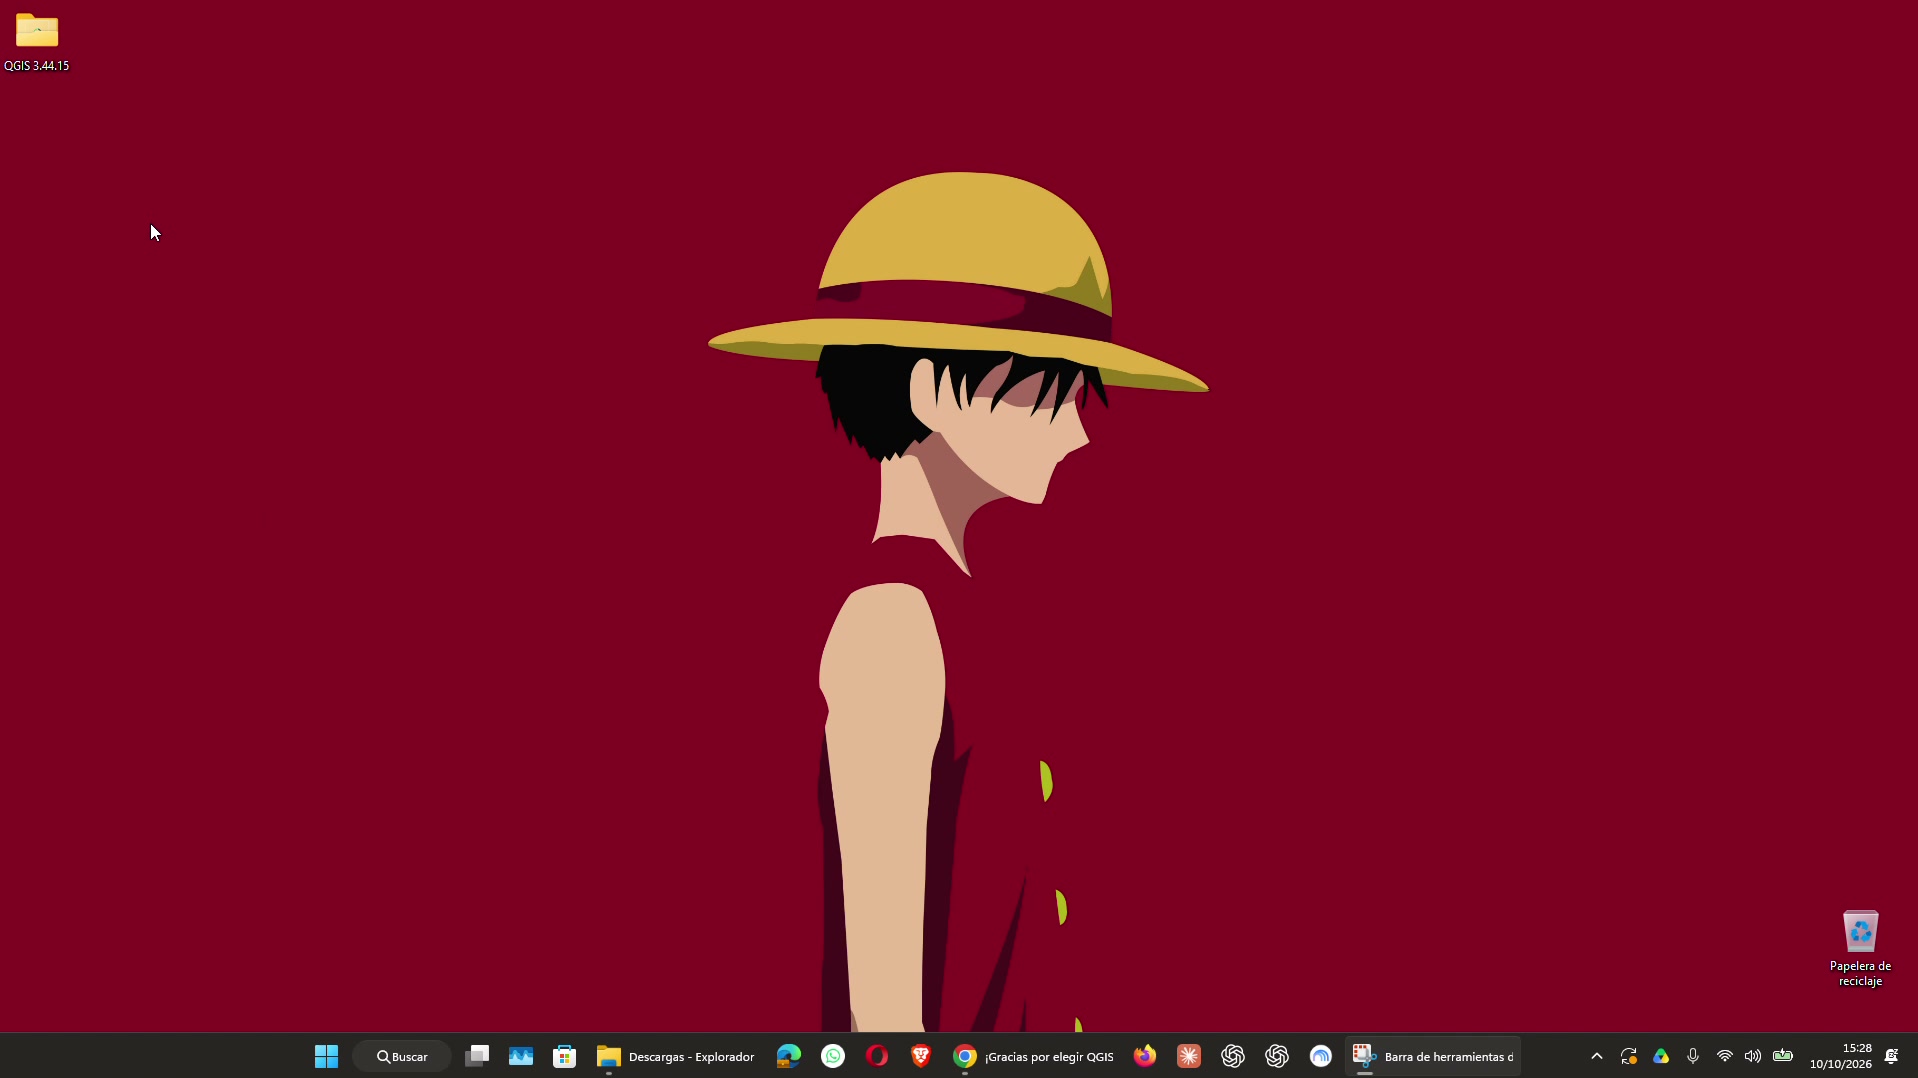 QGIS 3.44.15
Papelera de
reciclaje
Buscar
Descargas - Explorador
¡Gracias por elegir QGIS
Barra de herramientas d
15:28
10/10/2026